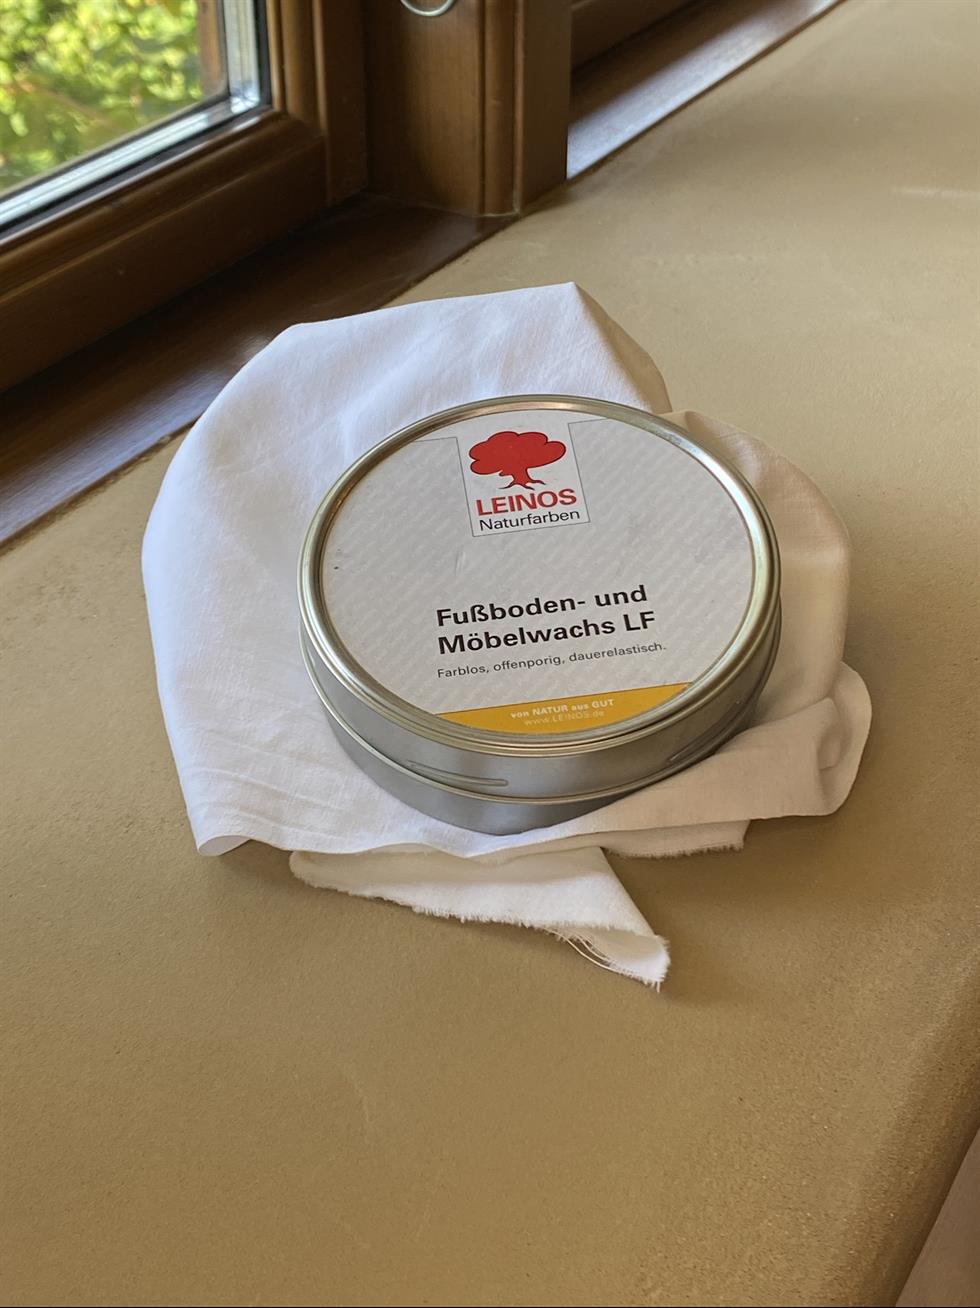 LEINOS
Naturfarben
Fußboden- und
Möbelwachs LF
Farblos, offenporig, dauerelastisch.
von NATUR aus GUT
www.LEINOS.de